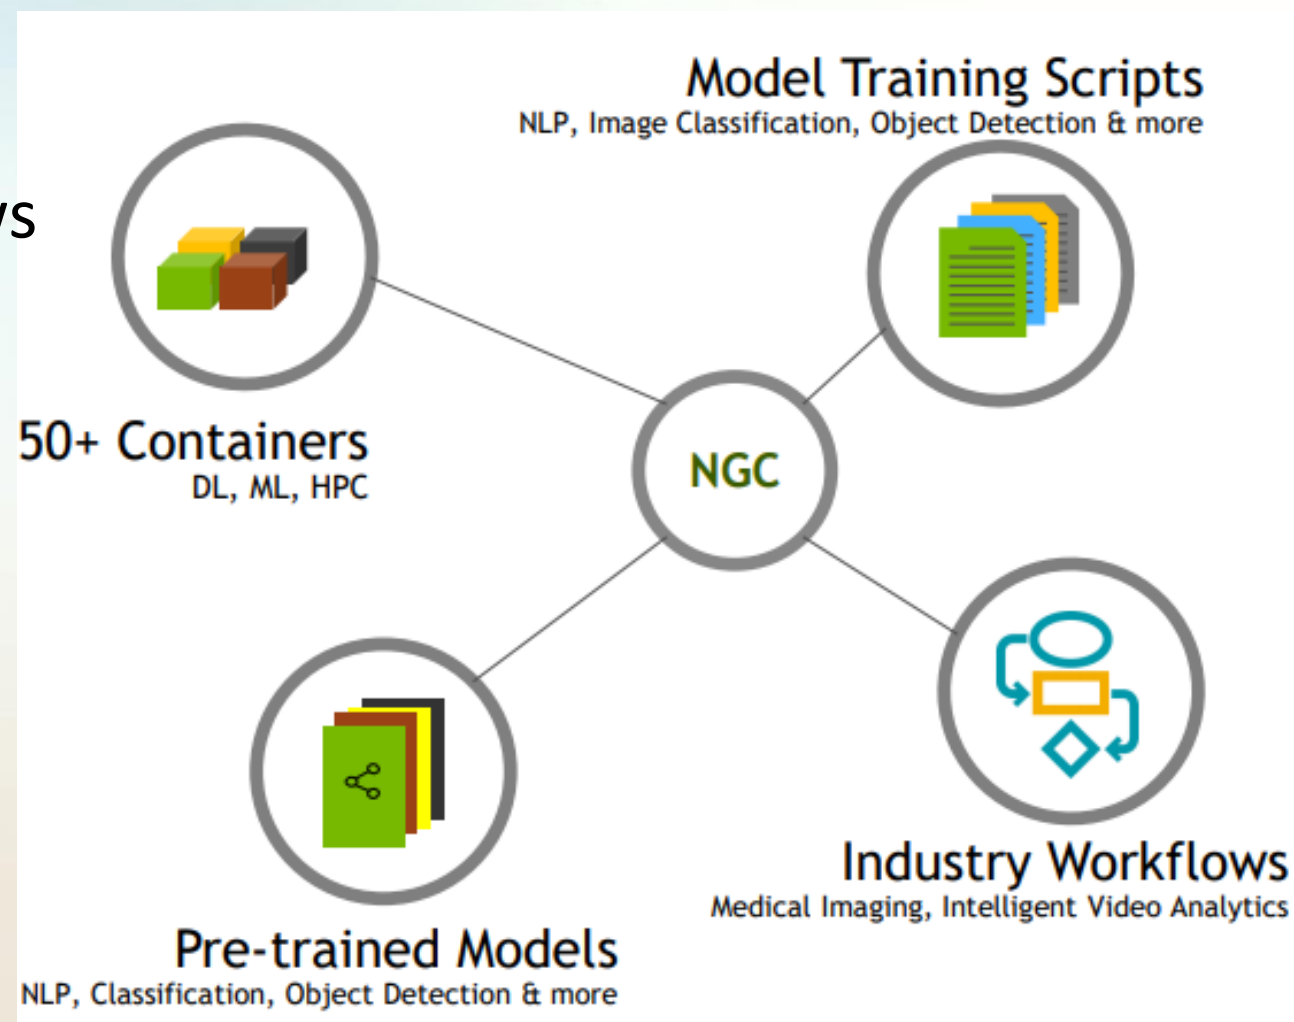 Model Training Scripts
NLP, Image Classification, Object Detection & more
50+ Containers
DL, ML, HPC
NGC
Industry Workflows
Medical Imaging, Intelligent Video Analytics
Pre-trained Models
NLP, Classification, Object Detection & more